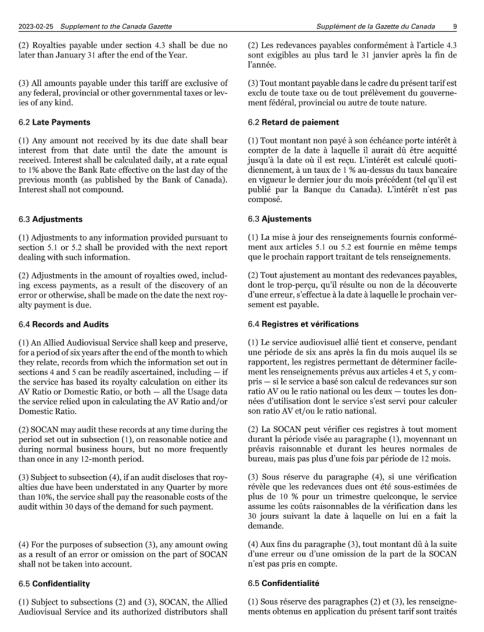 2023-02-25 Supplement to the Canada Gazette
Supplément de la Gazette du Canada 9
(2) Royalties payable under section 4.3 shall be due no
later than January 31 after the end of the Year.
(3) All amounts payable under this tariff are exclusive of
any federal, provincial or other governmental taxes or lev-
ies of any kind.
6.2 Late Payments
(1) Any amount not received by its due date shall bear
interest from that date until the date the amount is
received. Interest shall be calculated daily, at a rate equal
to 1% above the Bank Rate effective on the last day of the
previous month (as published by the Bank of Canada).
Interest shall not compound.
6.3 Adjustments
(1) Adjustments to any information provided pursuant to
section 5.1 or 5.2 shall be provided with the next report
dealing with such information.
(2) Adjustments in the amount of royalties owed, includ-
ing excess payments, as a result of the discovery of an
error or otherwise, shall be made on the date the next roy-
alty payment is due.
6.4 Records and Audits
(1) An Allied Audiovisual Service shall keep and preserve,
for a period of six years after the end of the month to which
they relate, records from which the information set out in
sections 4 and 5 can be readily ascertained, including — if
the service has based its royalty calculation on either its
AV Ratio or Domestic Ratio, or both — all the Usage data
the service relied upon in calculating the AV Ratio and/or
Domestic Ratio.
(2) SOCAN may audit these records at any time during the
period set out in subsection (1), on reasonable notice and
during normal business hours, but no more frequently
than once in any 12-month period.
(3) Subject to subsection (4), if an audit discloses that roy-
alties due have been understated in any Quarter by more
than 10%, the service shall pay the reasonable costs of the
audit within 30 days of the demand for such payment.
(4) For the purposes of subsection (3), any amount owing
as a result of an error or omission on the part of SOCAN
shall not be taken into account.
6.5 Confidentiality
(1) Subject to subsections (2) and (3), SOCAN, the Allied
Audiovisual Service and its authorized distributors shall
(2) Les redevances payables conformément à l'article 4.3
sont exigibles au plus tard le 31 janvier après la fin de
l'année.
(3) Tout montant payable dans le cadre du présent tarif est
exclu de toute taxe ou de tout prélèvement du gouverne-
ment fédéral, provincial ou autre de toute nature.
6.2 Retard de paiement
(1) Tout montant non payé à son échéance porte intérêt à
compter de la date à laquelle il aurait dû être acquitté
jusqu'à la date où il est reçu. L'intérêt est calculé quoti-
diennement, à un taux de 1 % au-dessus du taux bancaire
en vigueur le dernier jour du mois précédent (tel qu'il est
publié par la Banque du Canada). L'intérêt n'est pas
composé.
6.3 Ajustements
(1) La mise à jour des renseignements fournis conformé-
ment aux articles 5.1 ou 5.2 est fournie en même temps
que le prochain rapport traitant de tels renseignements.
(2) Tout ajustement au montant des redevances payables,
dont le trop-perçu, qu'il résulte ou non de la découverte
d'une erreur, s'effectue à la date à laquelle le prochain ver-
sement est payable.
6.4 Registres et vérifications
(1) Le service audiovisuel allié tient et conserve, pendant
une période de six ans après la fin du mois auquel ils se
rapportent, les registres permettant de déterminer facile-
ment les renseignements prévus aux articles 4 et 5, y com-
pris — si le service a basé son calcul de redevances sur son
ratio AV ou le ratio national ou les deux — toutes les don-
nées d'utilisation dont le service s'est servi pour calculer
son ratio AV et/ou le ratio national.
(2) La SOCAN peut vérifier ces registres à tout moment
durant la période visée au paragraphe (1), moyennant un
préavis raisonnable et durant les heures normales de
bureau, mais pas plus d'une fois par période de 12 mois.
(3) Sous réserve du paragraphe (4), si une vérification
révèle que les redevances dues ont été sous-estimées de
plus de 10 % pour un trimestre quelconque, le service
assume les coûts raisonnables de la vérification dans les
30 jours suivant la date à laquelle on lui en a fait la
demande.
(4) Aux fins du paragraphe (3), tout montant dû à la suite
d'une erreur ou d'une omission de la part de la SOCAN
n'est pas pris en compte.
6.5 Confidentialité
(1) Sous réserve des paragraphes (2) et (3), les renseigne-
ments obtenus en application du présent tarif sont traités